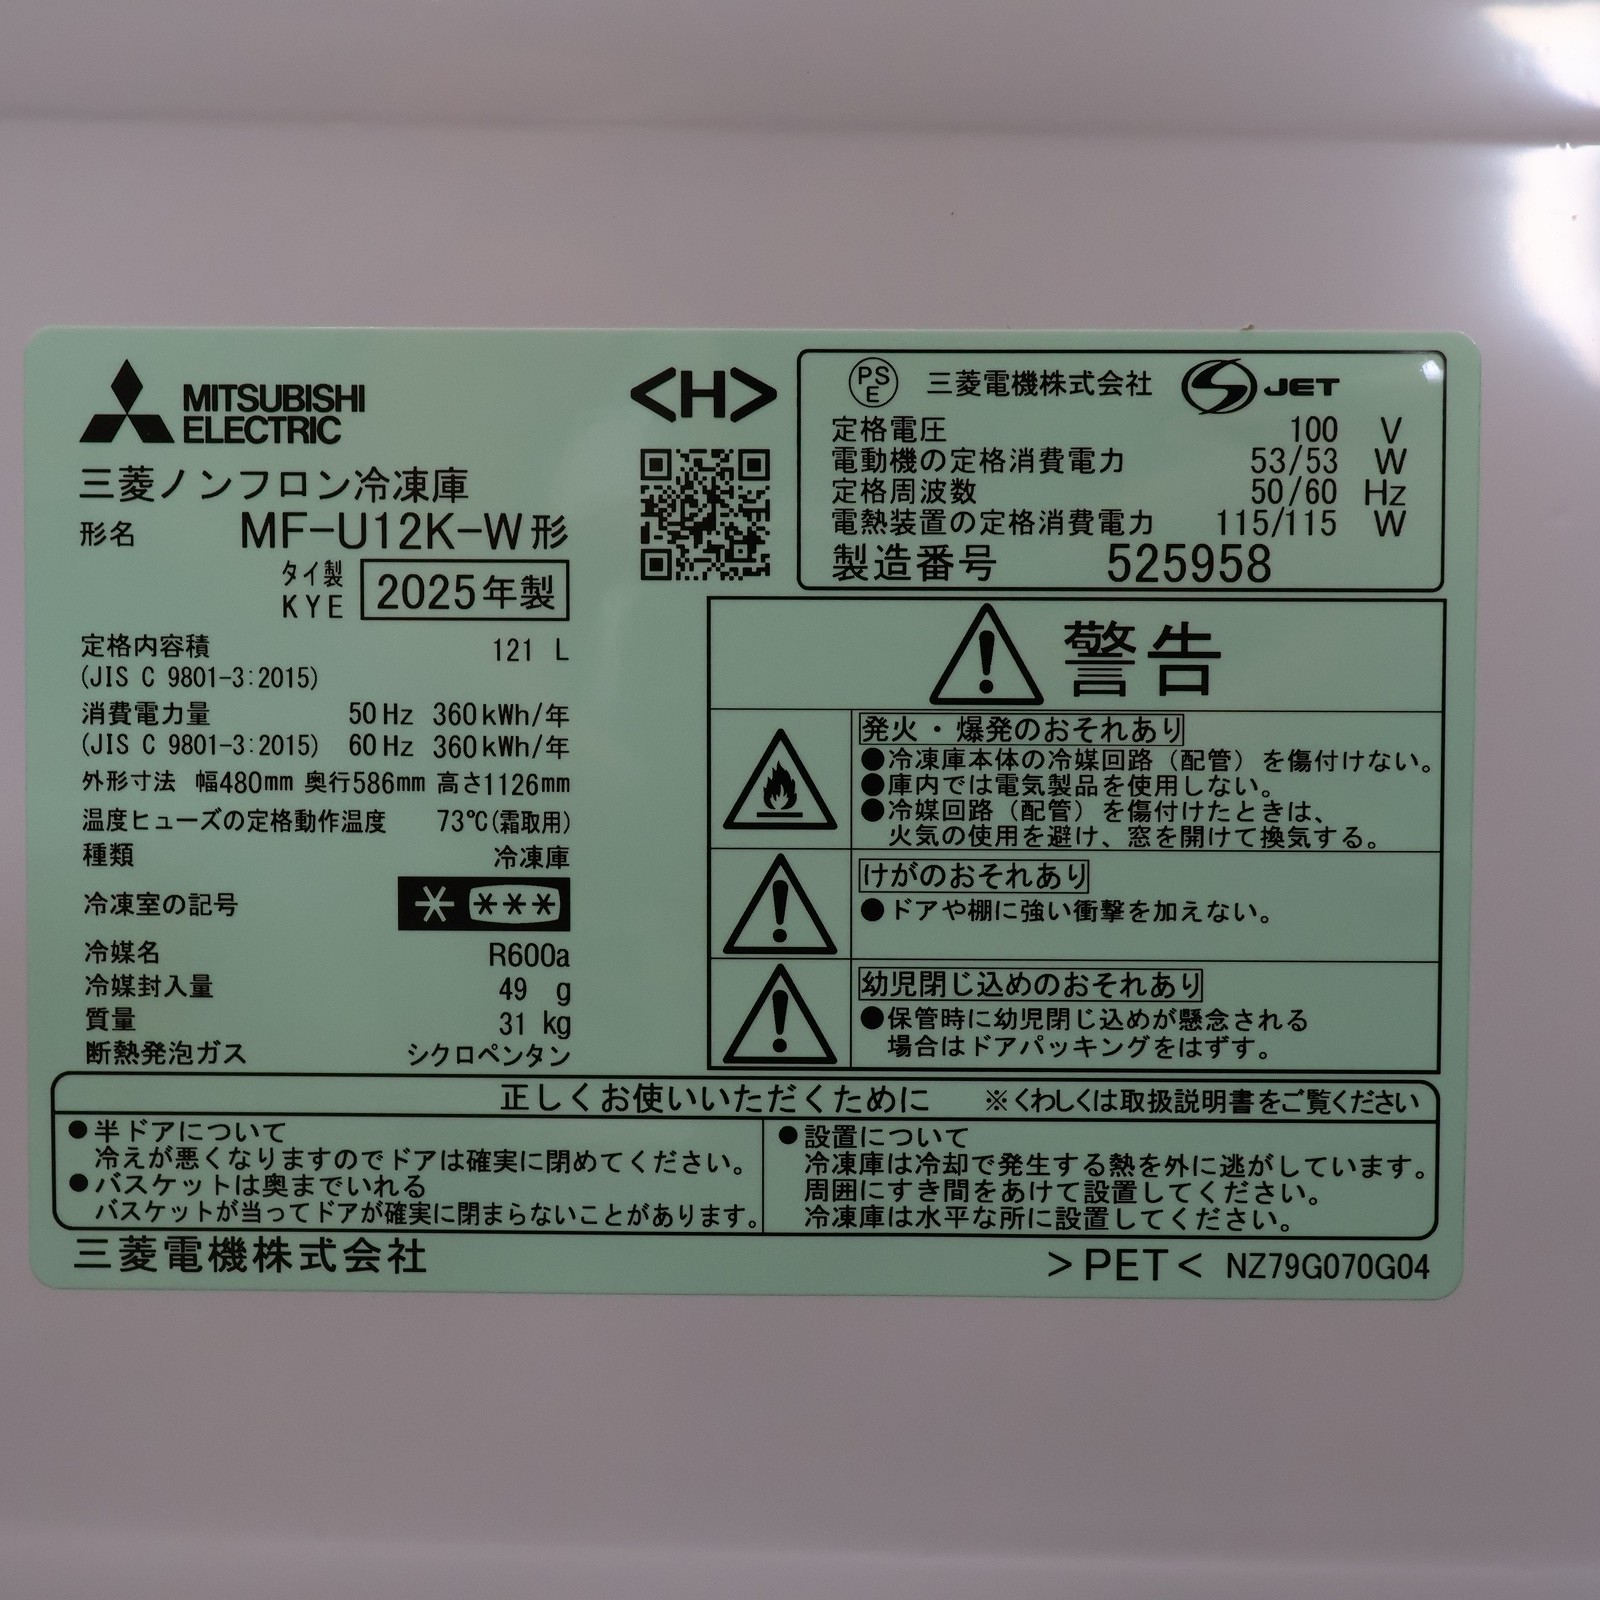 MITSUBISHI
ELECTRIC
三菱ノンフロン冷凍庫
形名 MF-U12K-W形
タイ製
KYE 2025年製
定格内容積 121 L
(JIS C 9801-3:2015)
消費電力量 50Hz 360kWh/年
(JIS C 9801-3:2015) 60Hz 360kWh/年
外形寸法 幅480mm 奥行586mm 高さ1126mm
温度ヒューズの定格動作温度 73℃(霜取用)
種類 冷凍庫
冷凍室の記号 * ***
冷媒名 R600a
冷媒封入量 49 g
質量 31 kg
断熱発泡ガス シクロペンタン
<H>
PS
E 三菱電機株式会社 S JET
定格電圧 100 V
電動機の定格消費電力 53/53 W
定格周波数 50/60 Hz
電熱装置の定格消費電力 115/115 W
製造番号 525958
警告
発火・爆発のおそれあり
●冷凍庫本体の冷媒回路(配管)を傷付けない。
●庫内では電気製品を使用しない。
●冷媒回路(配管)を傷付けたときは、
火気の使用を避け、窓を開けて換気する。
けがのおそれあり
●ドアや棚に強い衝撃を加えない。
幼児閉じ込めのおそれあり
●保管時に幼児閉じ込めが懸念される
場合はドアパッキングをはずす。
正しくお使いいただくために ※くわしくは取扱説明書をご覧ください
●半ドアについて
冷えが悪くなりますのでドアは確実に閉めてください。
●バスケットは奥までいれる
バスケットが当ってドアが確実に閉まらないことがあります。
●設置について
冷凍庫は冷却で発生する熱を外に逃がしています。
周囲にすき間をあけて設置してください。
冷凍庫は水平な所に設置してください。
三菱電機株式会社
>PET< NZ79G070G04